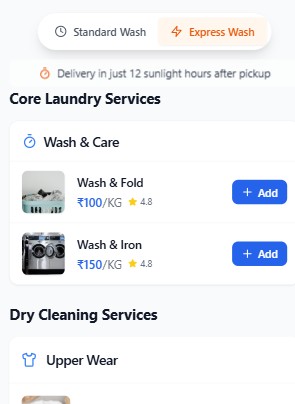 Standard Wash
Express Wash
Delivery in just 12 sunlight hours after pickup
Core Laundry Services
Wash & Care
Wash & Fold
₹100/KG ★ 4.8
+ Add
Wash & Iron
₹150/KG ★ 4.8
+ Add
Dry Cleaning Services
Upper Wear